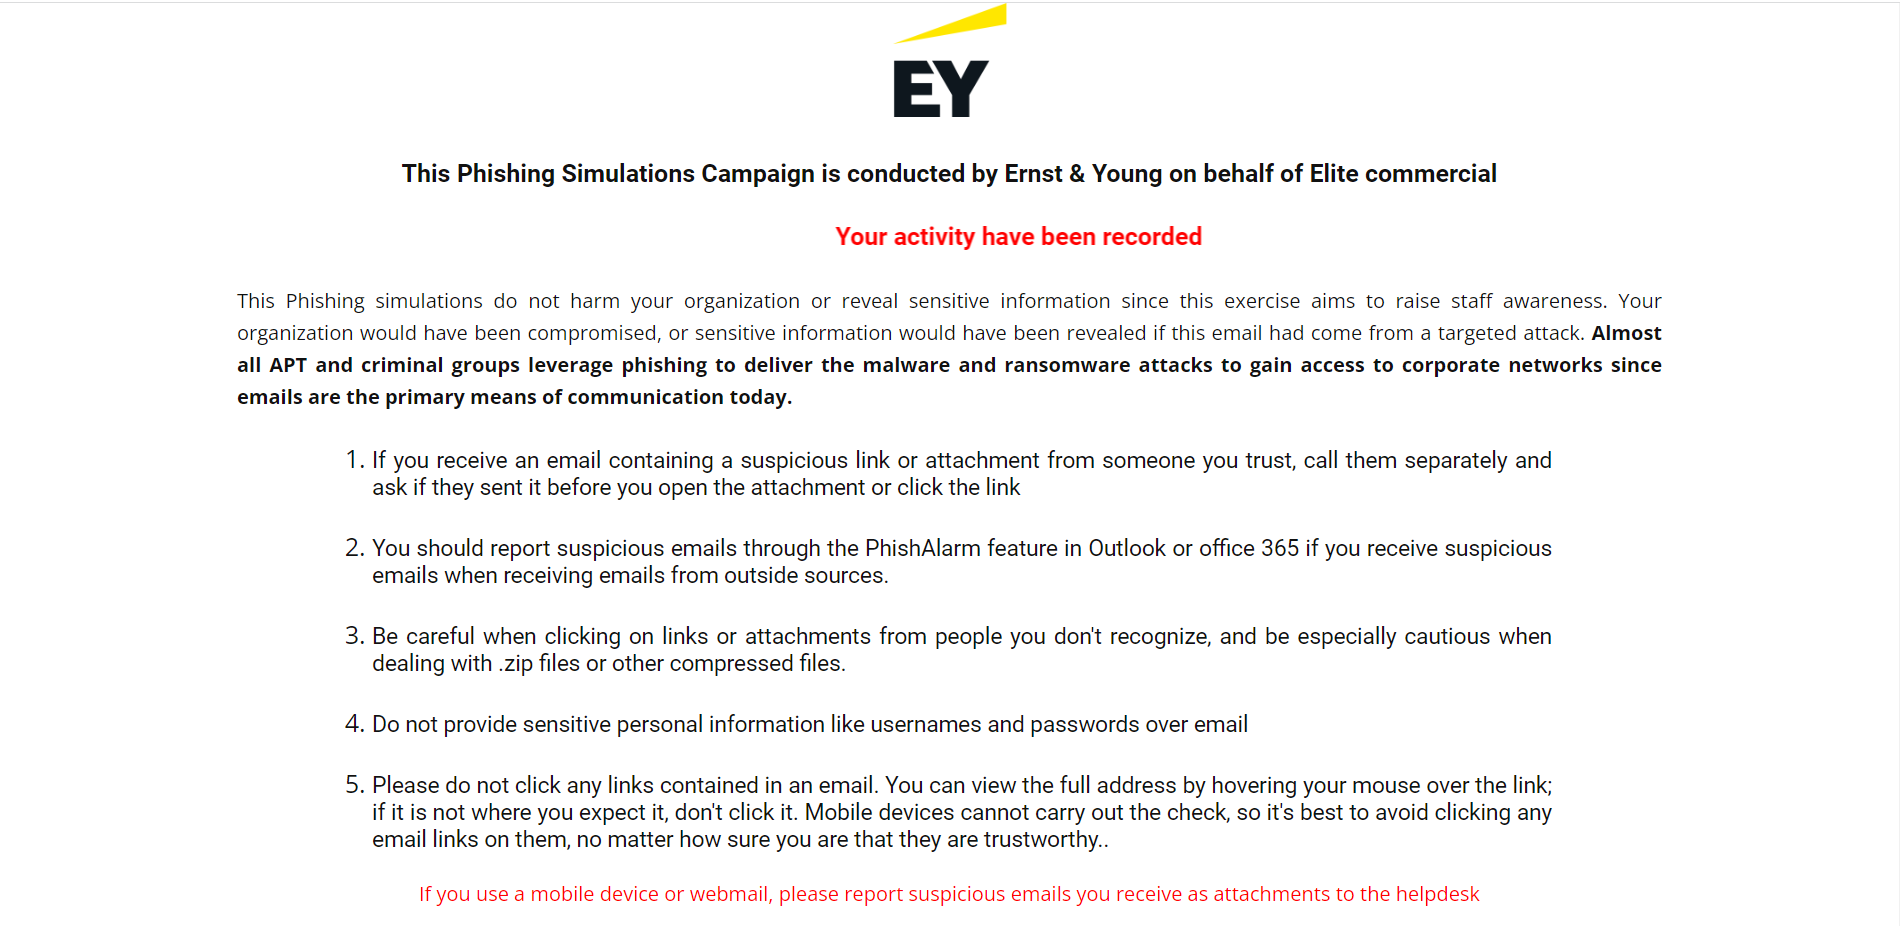 EY
This Phishing Simulations Campaign is conducted by Ernst & Young on behalf of Elite commercial
Your activity have been recorded
This Phishing simulations do not harm your organization or reveal sensitive information since this exercise aims to raise staff awareness. Your
organization would have been compromised, or sensitive information would have been revealed if this email had come from a targeted attack. Almost
all APT and criminal groups leverage phishing to deliver the malware and ransomware attacks to gain access to corporate networks since
emails are the primary means of communication today.
1. If you receive an email containing a suspicious link or attachment from someone you trust, call them separately and
ask if they sent it before you open the attachment or click the link
2. You should report suspicious emails through the PhishAlarm feature in Outlook or office 365 if you receive suspicious
emails when receiving emails from outside sources.
3. Be careful when clicking on links or attachments from people you don't recognize, and be especially cautious when
dealing with .zip files or other compressed files.
4. Do not provide sensitive personal information like usernames and passwords over email
5. Please do not click any links contained in an email. You can view the full address by hovering your mouse over the link;
if it is not where you expect it, don't click it. Mobile devices cannot carry out the check, so it's best to avoid clicking any
email links on them, no matter how sure you are that they are trustworthy..
If you use a mobile device or webmail, please report suspicious emails you receive as attachments to the helpdesk